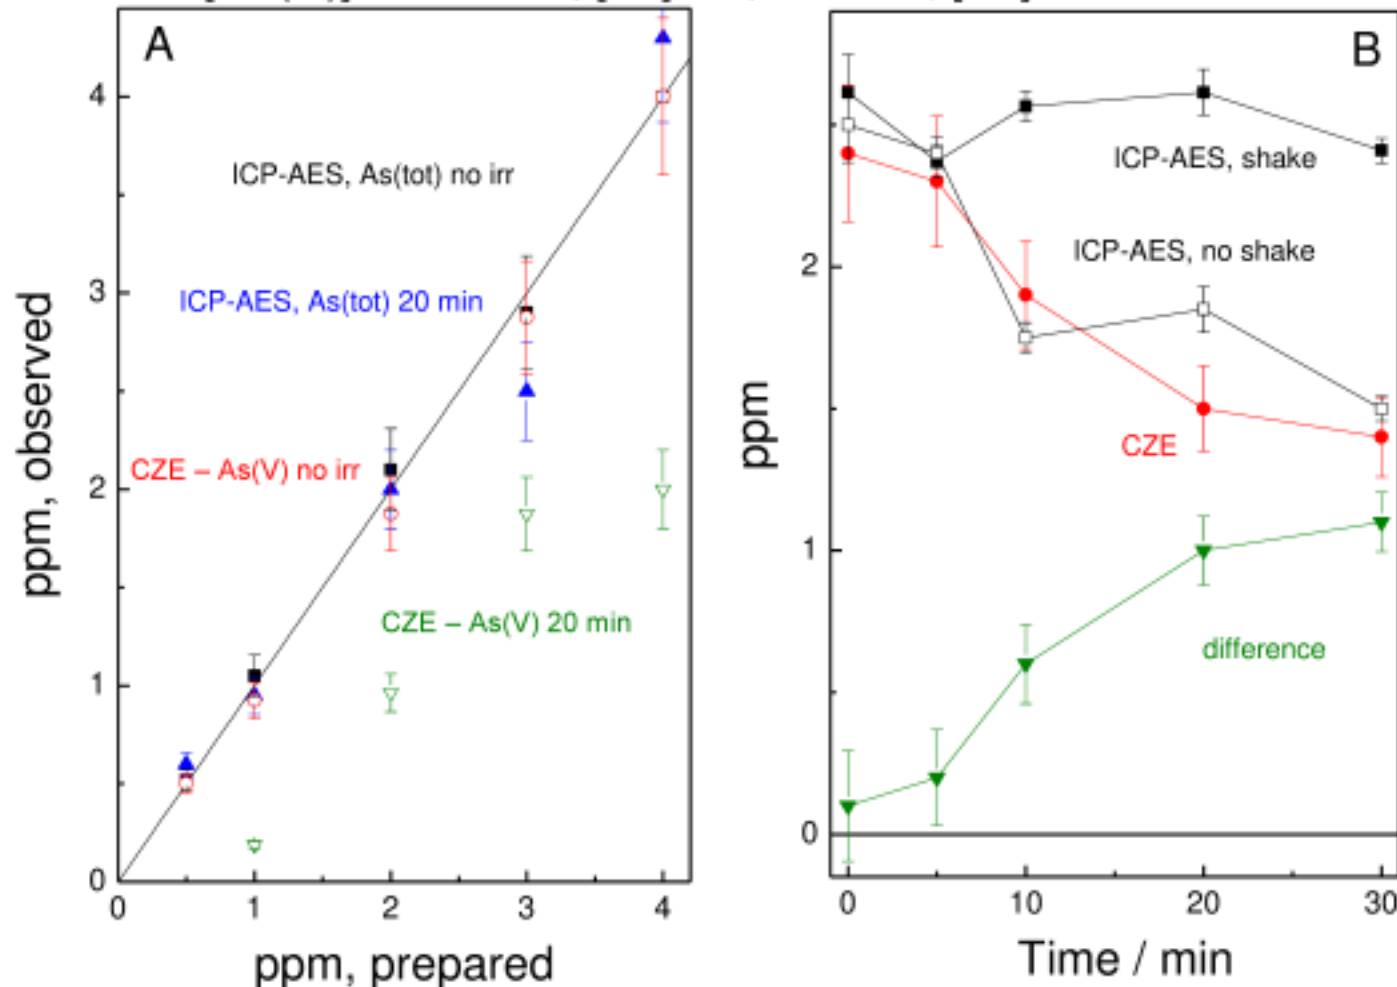 A
4
ICP-AES, As(tot) no irr
3
ICP-AES, As(tot) 20 min
CZE – As(V) no irr
2
CZE – As(V) 20 min
1
0
0 1 2 3 4
ppm, observed
ppm, prepared
B
ICP-AES, shake
ICP-AES, no shake
2
CZE
1
difference
0
0 10 20 30
ppm
Time / min